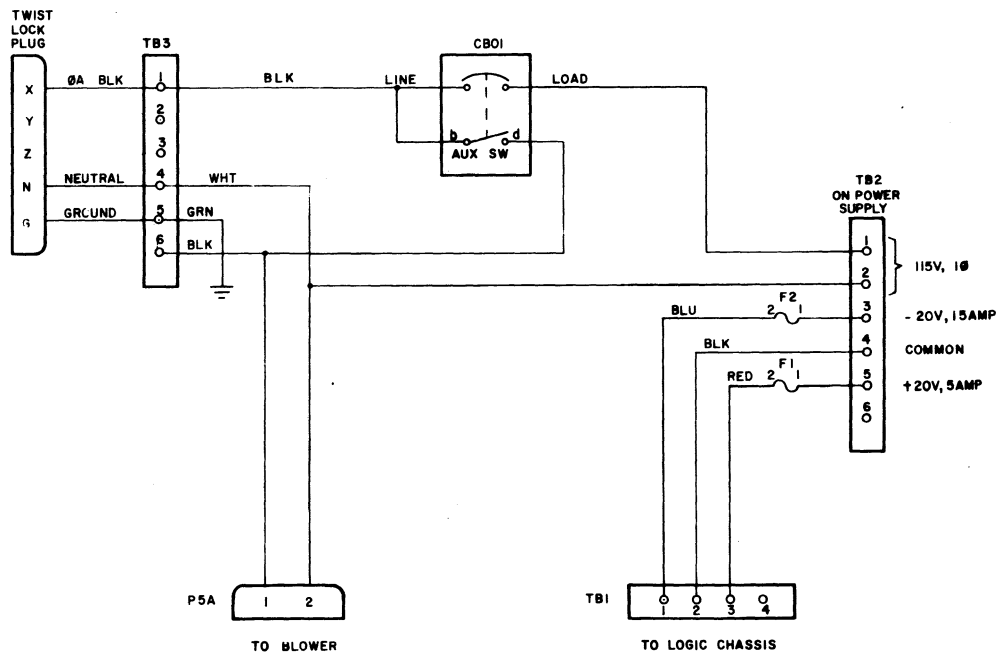 TWIST
LOCK
PLUG
TB3
CB01
X
ØA BLK
1
BLK
LINE
LOAD
Y
2
Z
3
b
d
AUX SW
N
NEUTRAL
4
WHT
G
GROUND
5
GRN
6
BLK
TB2
ON POWER
SUPPLY
1
2
115V, 1Ø
BLU
2
F2
1
3
- 20V, 15AMP
BLK
4
COMMON
RED
2
F1
1
5
+20V, 5AMP
6
P5A
1
2
TO BLOWER
TB1
1
2
3
4
TO LOGIC CHASSIS